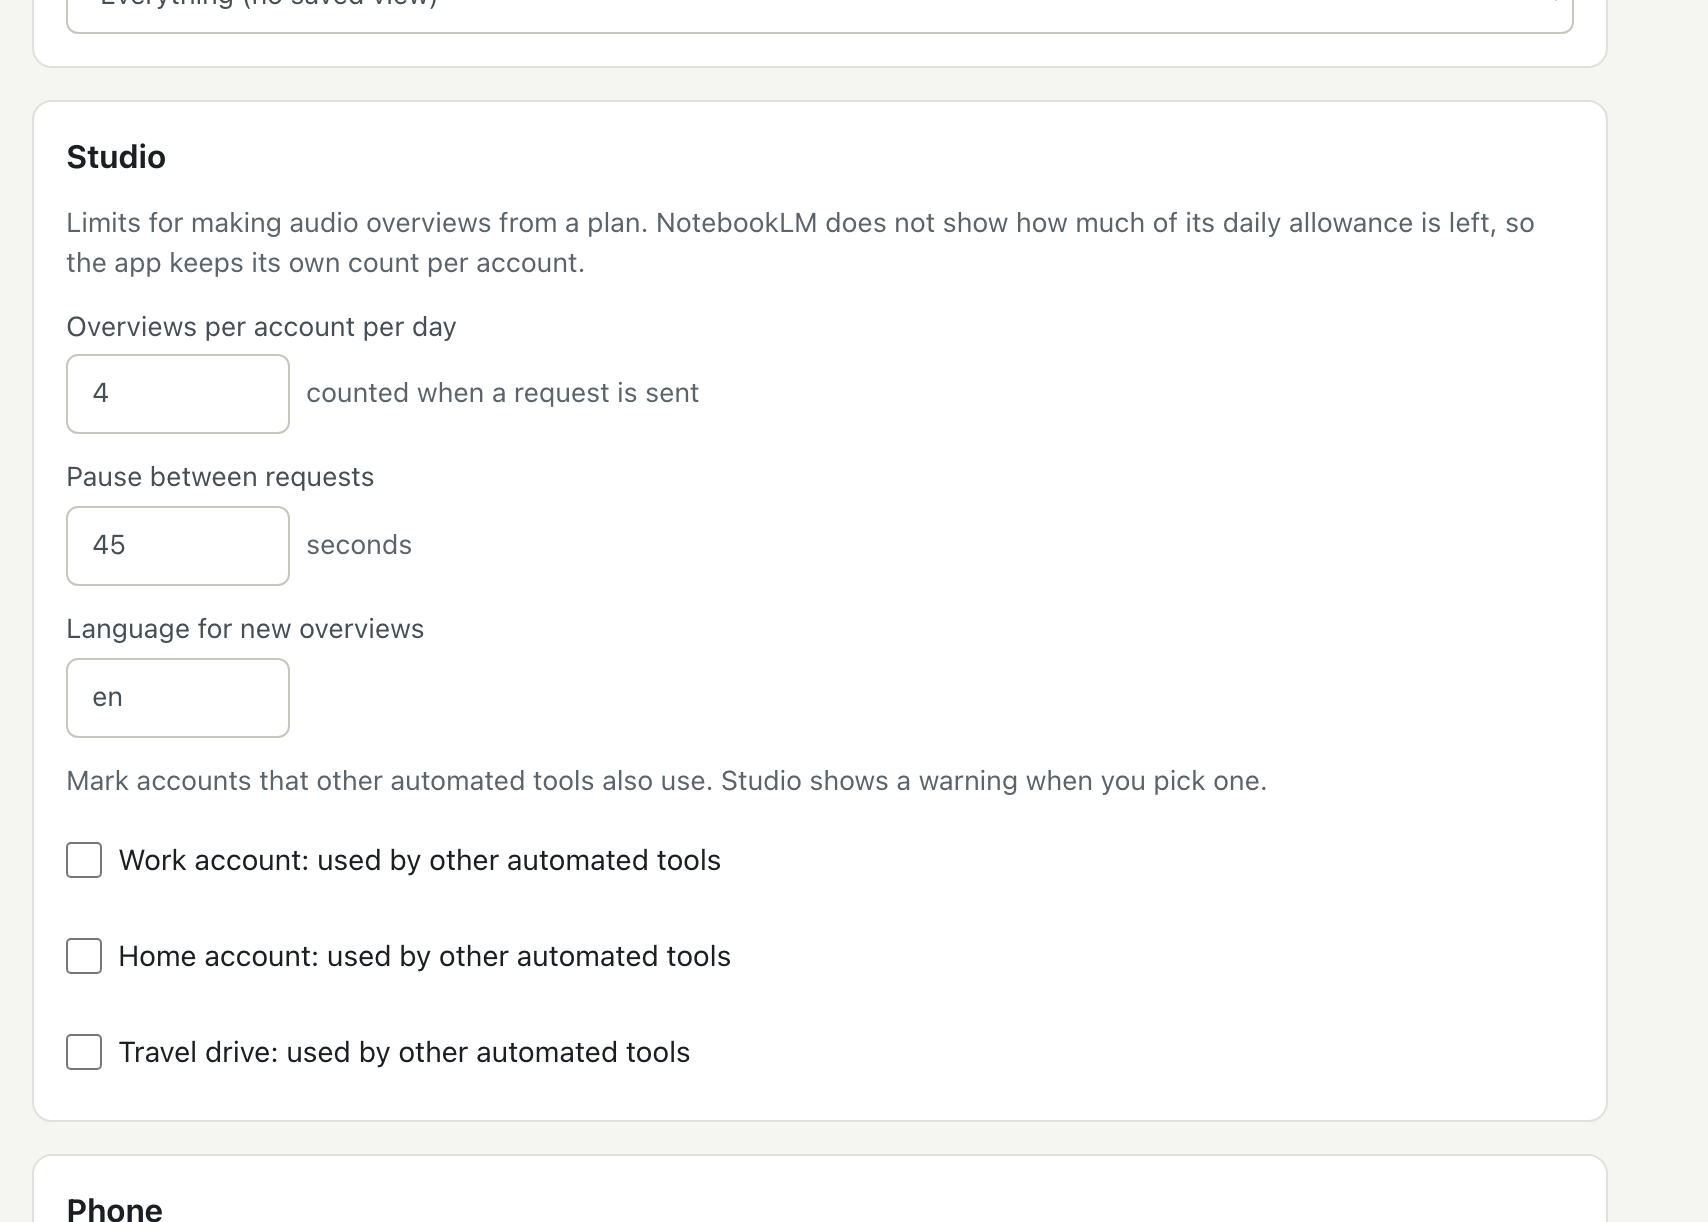 Everything (no saved view)
Studio
Limits for making audio overviews from a plan. NotebookLM does not show how much of its daily allowance is left, so
the app keeps its own count per account.
Overviews per account per day
4 counted when a request is sent
Pause between requests
45 seconds
Language for new overviews
en
Mark accounts that other automated tools also use. Studio shows a warning when you pick one.
Work account: used by other automated tools
Home account: used by other automated tools
Travel drive: used by other automated tools
Phone